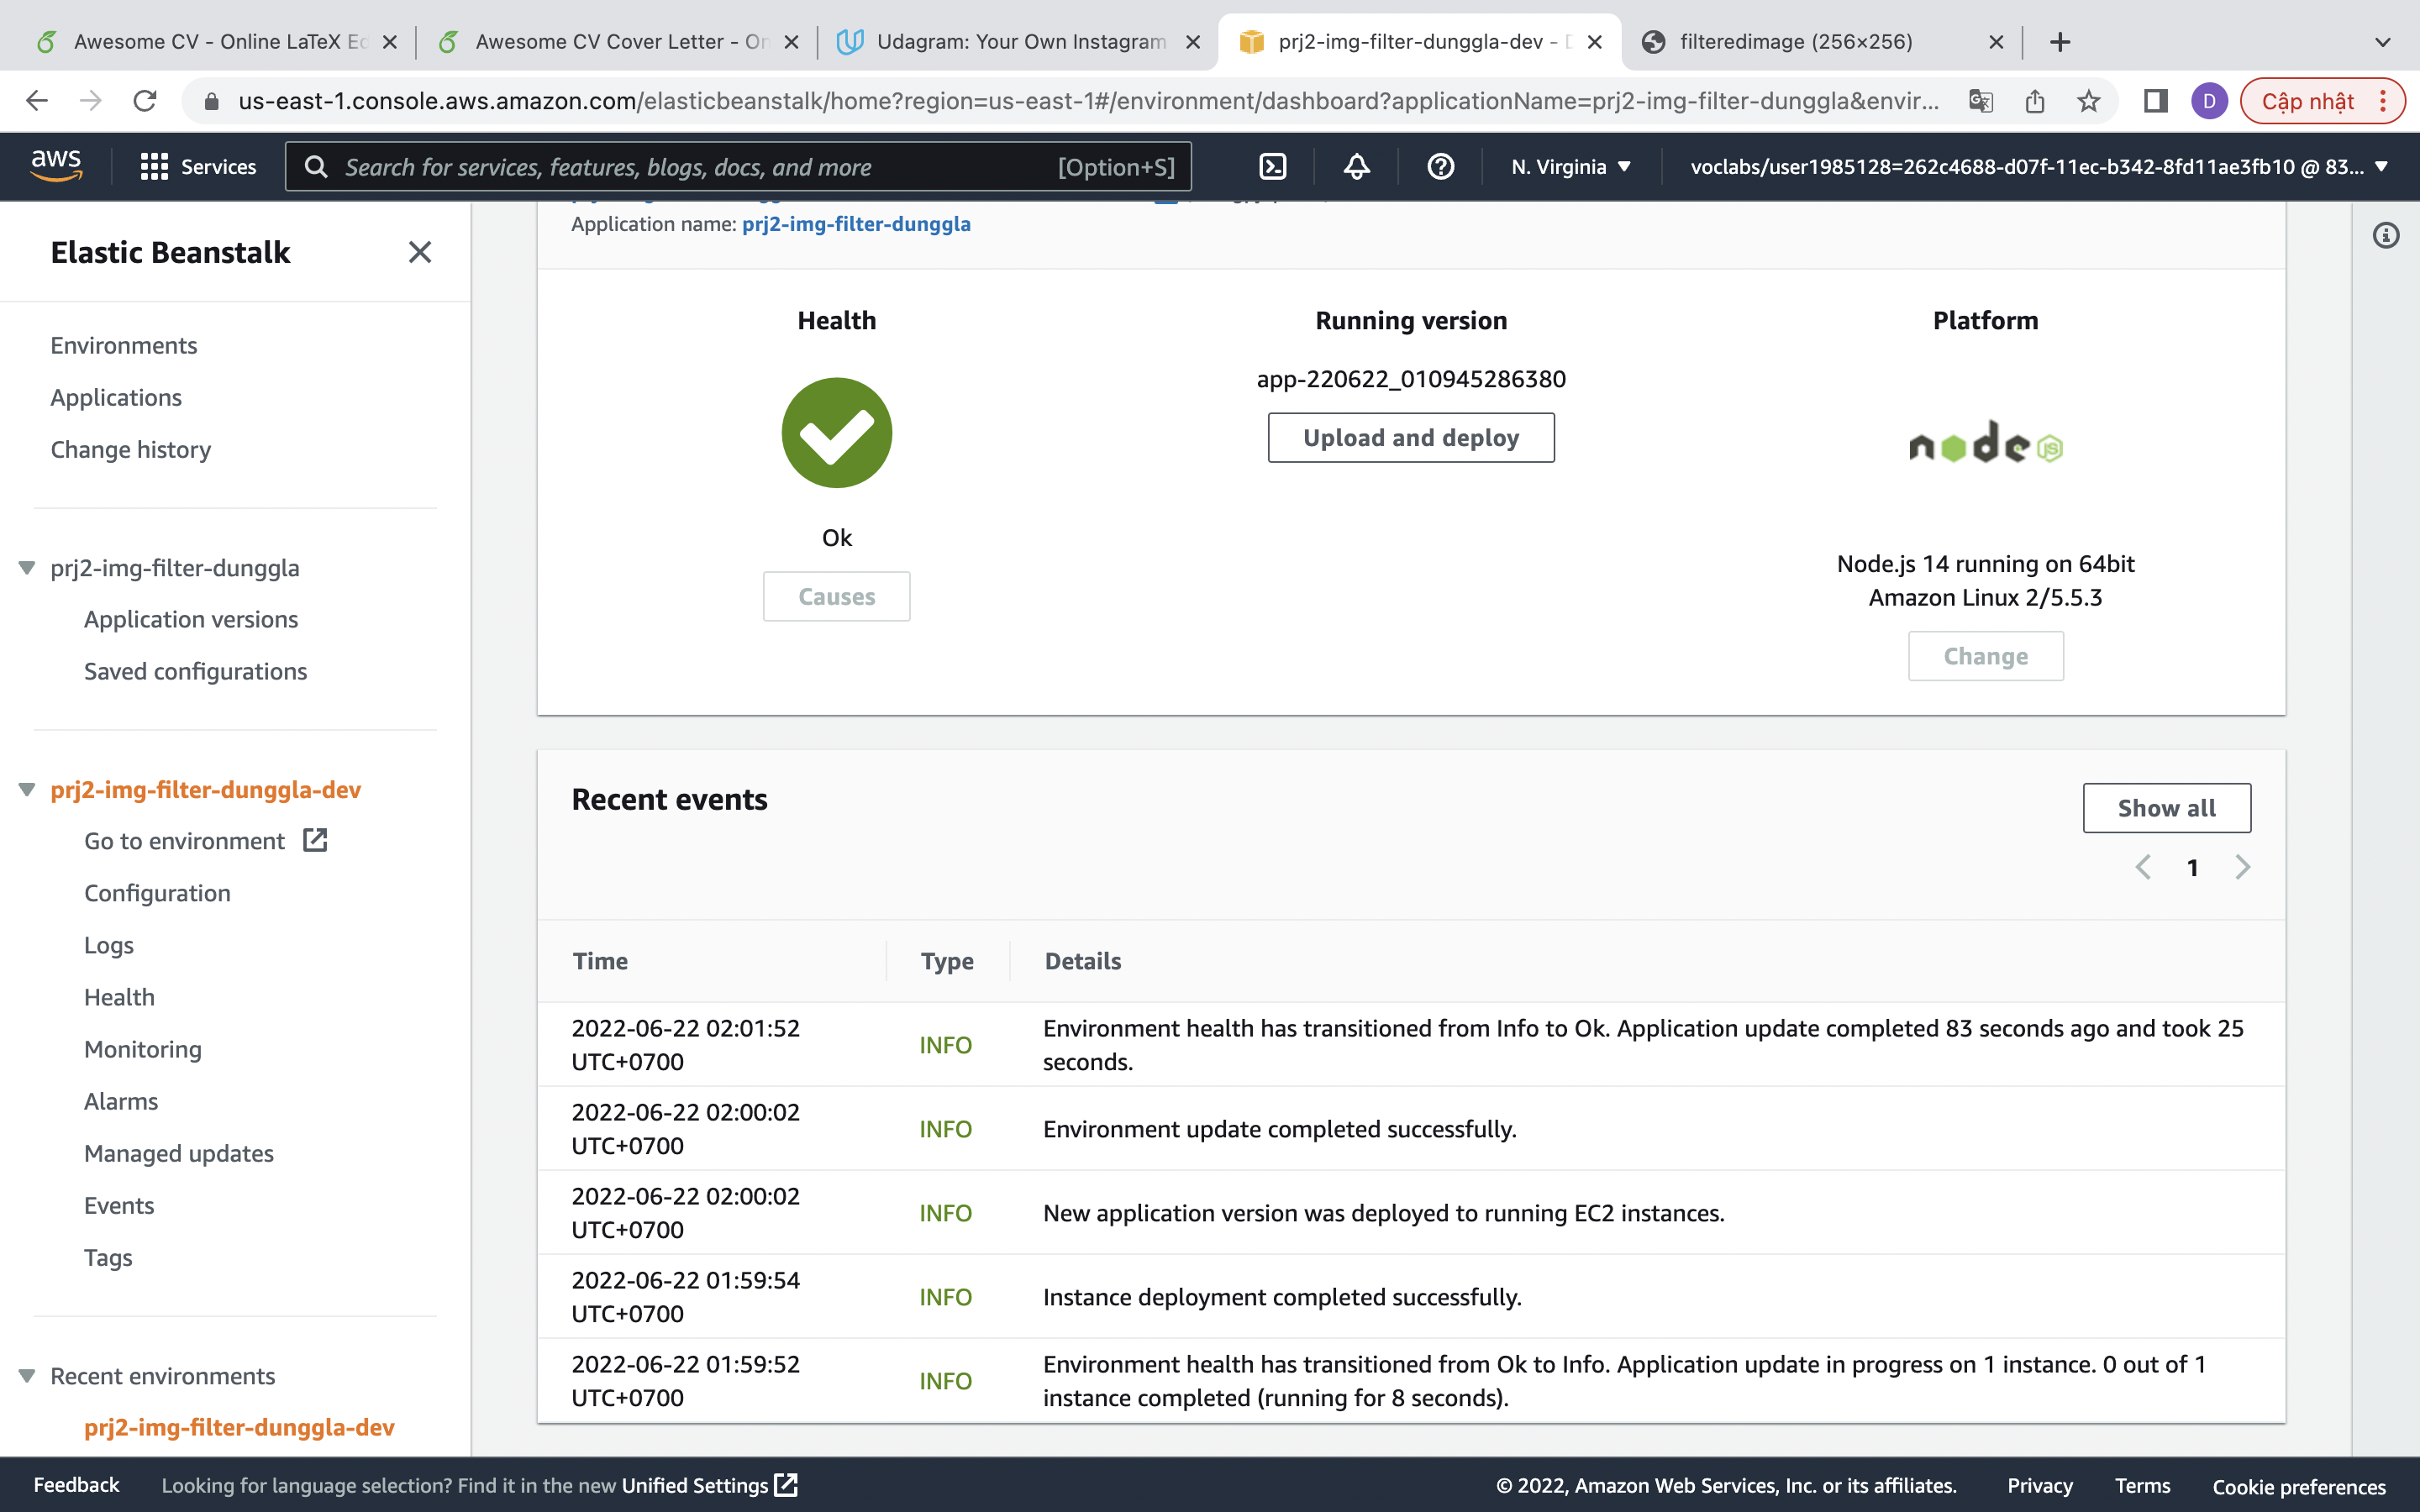 Awesome CV - Online LaTeX Ed
Awesome CV Cover Letter - On
Udagram: Your Own Instagram
prj2-img-filter-dunggla-dev - D
filteredimage (256×256)
us-east-1.console.aws.amazon.com/elasticbeanstalk/home?region=us-east-1#/environment/dashboard?applicationName=prj2-img-filter-dunggla&envir...
D
Cập nhật
aws
Services
Search for services, features, blogs, docs, and more
[Option+S]
N. Virginia
voclabs/user1985128=262c4688-d07f-11ec-b342-8fd11ae3fb10 @ 83...
Elastic Beanstalk
Environments
Applications
Change history
prj2-img-filter-dunggla
Application versions
Saved configurations
prj2-img-filter-dunggla-dev
Go to environment
Configuration
Logs
Health
Monitoring
Alarms
Managed updates
Events
Tags
Recent environments
prj2-img-filter-dunggla-dev
Application name: prj2-img-filter-dunggla
Health
Ok
Causes
Running version
app-220622_010945286380
Upload and deploy
Platform
node JS
Node.js 14 running on 64bit
Amazon Linux 2/5.5.3
Change
Recent events
Show all
1
Time Type Details
2022-06-22 02:01:52
UTC+0700
INFO
Environment health has transitioned from Info to Ok. Application update completed 83 seconds ago and took 25
seconds.
2022-06-22 02:00:02
UTC+0700
INFO
Environment update completed successfully.
2022-06-22 02:00:02
UTC+0700
INFO
New application version was deployed to running EC2 instances.
2022-06-22 01:59:54
UTC+0700
INFO
Instance deployment completed successfully.
2022-06-22 01:59:52
UTC+0700
INFO
Environment health has transitioned from Ok to Info. Application update in progress on 1 instance. 0 out of 1
instance completed (running for 8 seconds).
Feedback
Looking for language selection? Find it in the new Unified Settings
© 2022, Amazon Web Services, Inc. or its affiliates.
Privacy
Terms
Cookie preferences